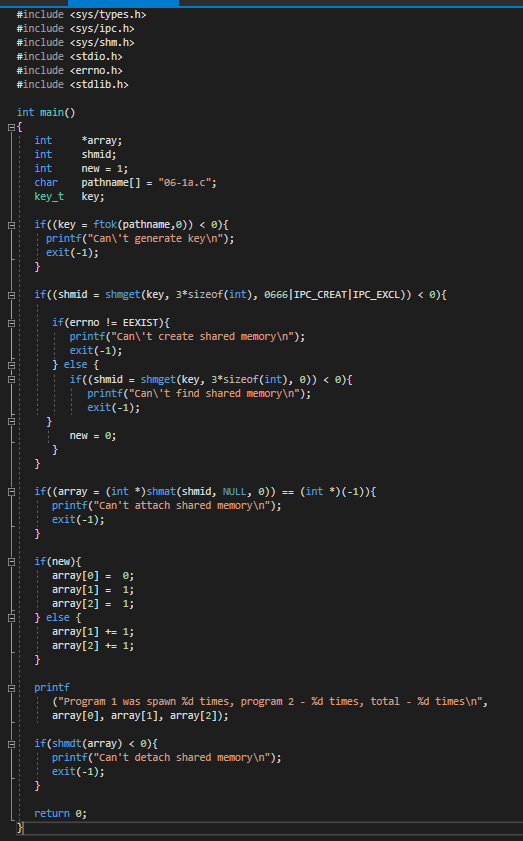 #include <sys/types.h>
#include <sys/ipc.h>
#include <sys/shm.h>
#include <stdio.h>
#include <errno.h>
#include <stdlib.h>

int main()
{
   int     *array;
   int     shmid;
   int     new = 1;
   char    pathname[] = "06-1a.c";
   key_t   key;

   if((key = ftok(pathname,0)) < 0){
     printf("Can\'t generate key\n");
     exit(-1);
   }

   if((shmid = shmget(key, 3*sizeof(int), 0666|IPC_CREAT|IPC_EXCL)) < 0){

      if(errno != EEXIST){
         printf("Can\'t create shared memory\n");
         exit(-1);
      } else {
         if((shmid = shmget(key, 3*sizeof(int), 0)) < 0){
            printf("Can\'t find shared memory\n");
            exit(-1);
     }
         new = 0;
      }
   }

   if((array = (int *)shmat(shmid, NULL, 0)) == (int *)(-1)){
      printf("Can't attach shared memory\n");
      exit(-1);
   }

   if(new){
      array[0] =  0;
      array[1] =  1;
      array[2] =  1;
   } else {
      array[1] += 1;
      array[2] += 1;
   }

   printf
      ("Program 1 was spawn %d times, program 2 - %d times, total - %d times\n",
      array[0], array[1], array[2]);

   if(shmdt(array) < 0){
      printf("Can't detach shared memory\n");
      exit(-1);
   }

   return 0;
}